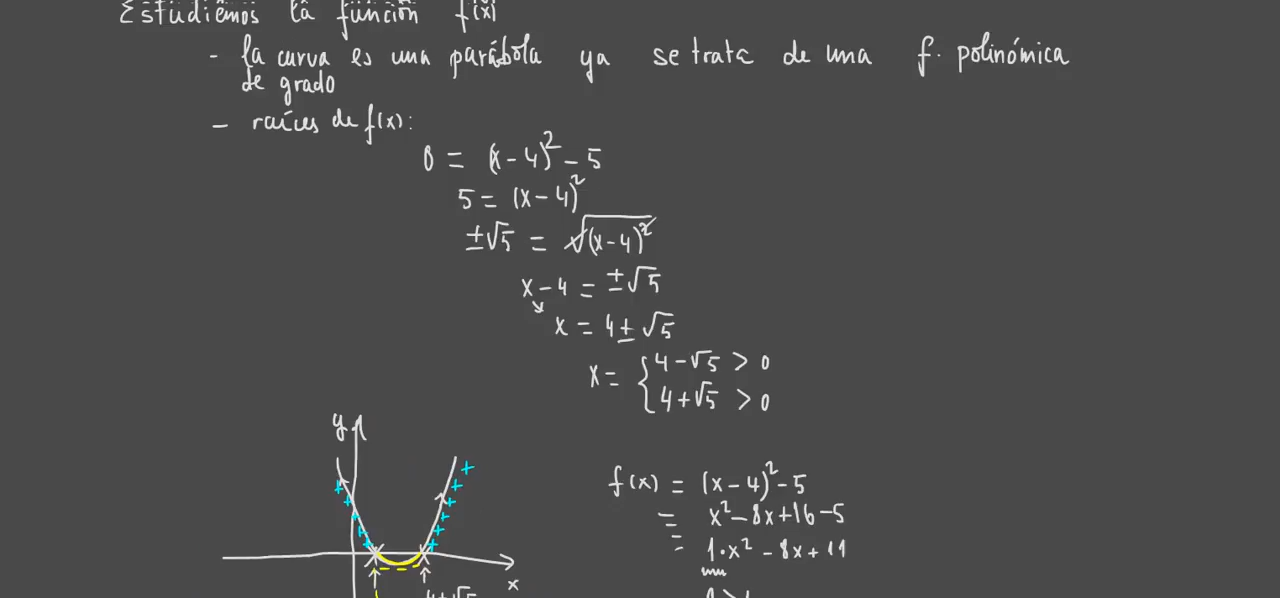 Estudiemos la función f(x)
- la curva es una parábola ya se trata de una f. polinómica
de grado
- raíces de f(x):
0 = (x-4)² - 5
5 = (x-4)²
±√5 = √(x-4)²
x-4 = ±√5
x = 4±√5
x = { 4-√5 > 0
4+√5 > 0
y
f(x) = (x-4)² - 5
= x² - 8x + 16 - 5
= 1·x² - 8x + 11
x
4+√5